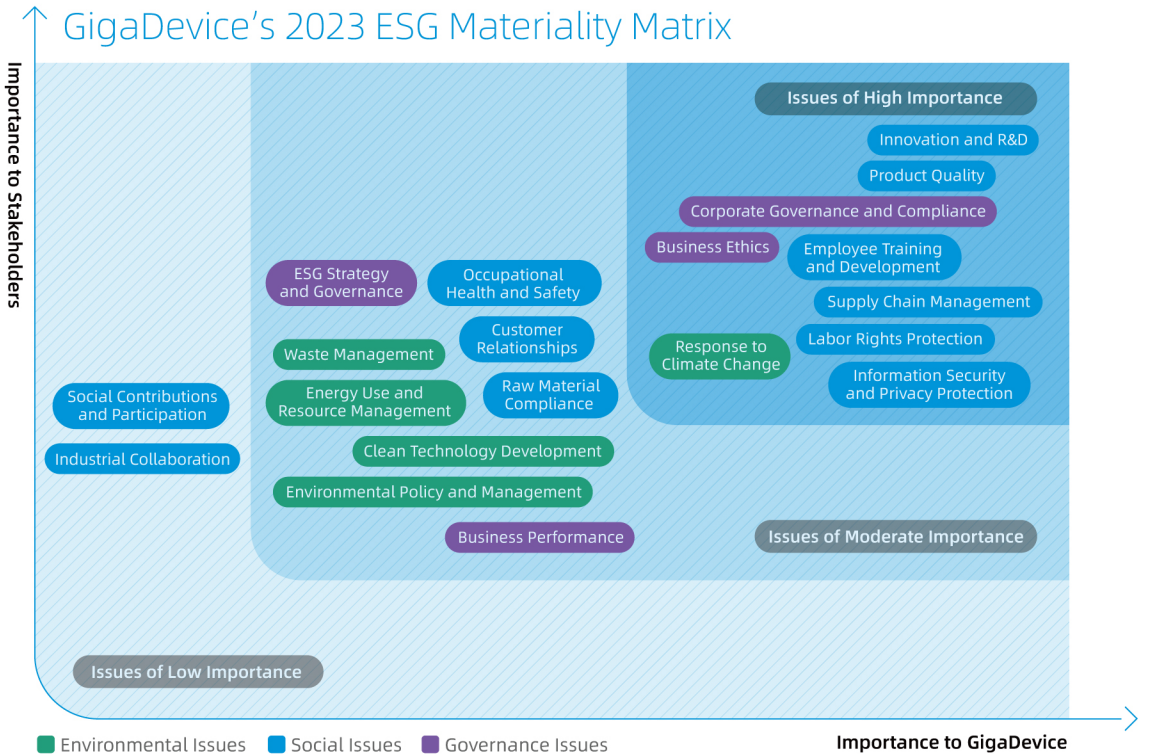 GigaDevice's 2023 ESG Materiality Matrix
Importance to Stakeholders
Issues of High Importance
Innovation and R&D
Product Quality
Corporate Governance and Compliance
Business Ethics
Employee Training
and Development
Supply Chain Management
Labor Rights Protection
Response to
Climate Change
Information Security
and Privacy Protection
ESG Strategy
and Governance
Occupational
Health and Safety
Customer
Relationships
Waste Management
Energy Use and
Resource Management
Raw Material
Compliance
Clean Technology Development
Environmental Policy and Management
Business Performance
Issues of Moderate Importance
Social Contributions
and Participation
Industrial Collaboration
Issues of Low Importance
Environmental Issues
Social Issues
Governance Issues
Importance to GigaDevice